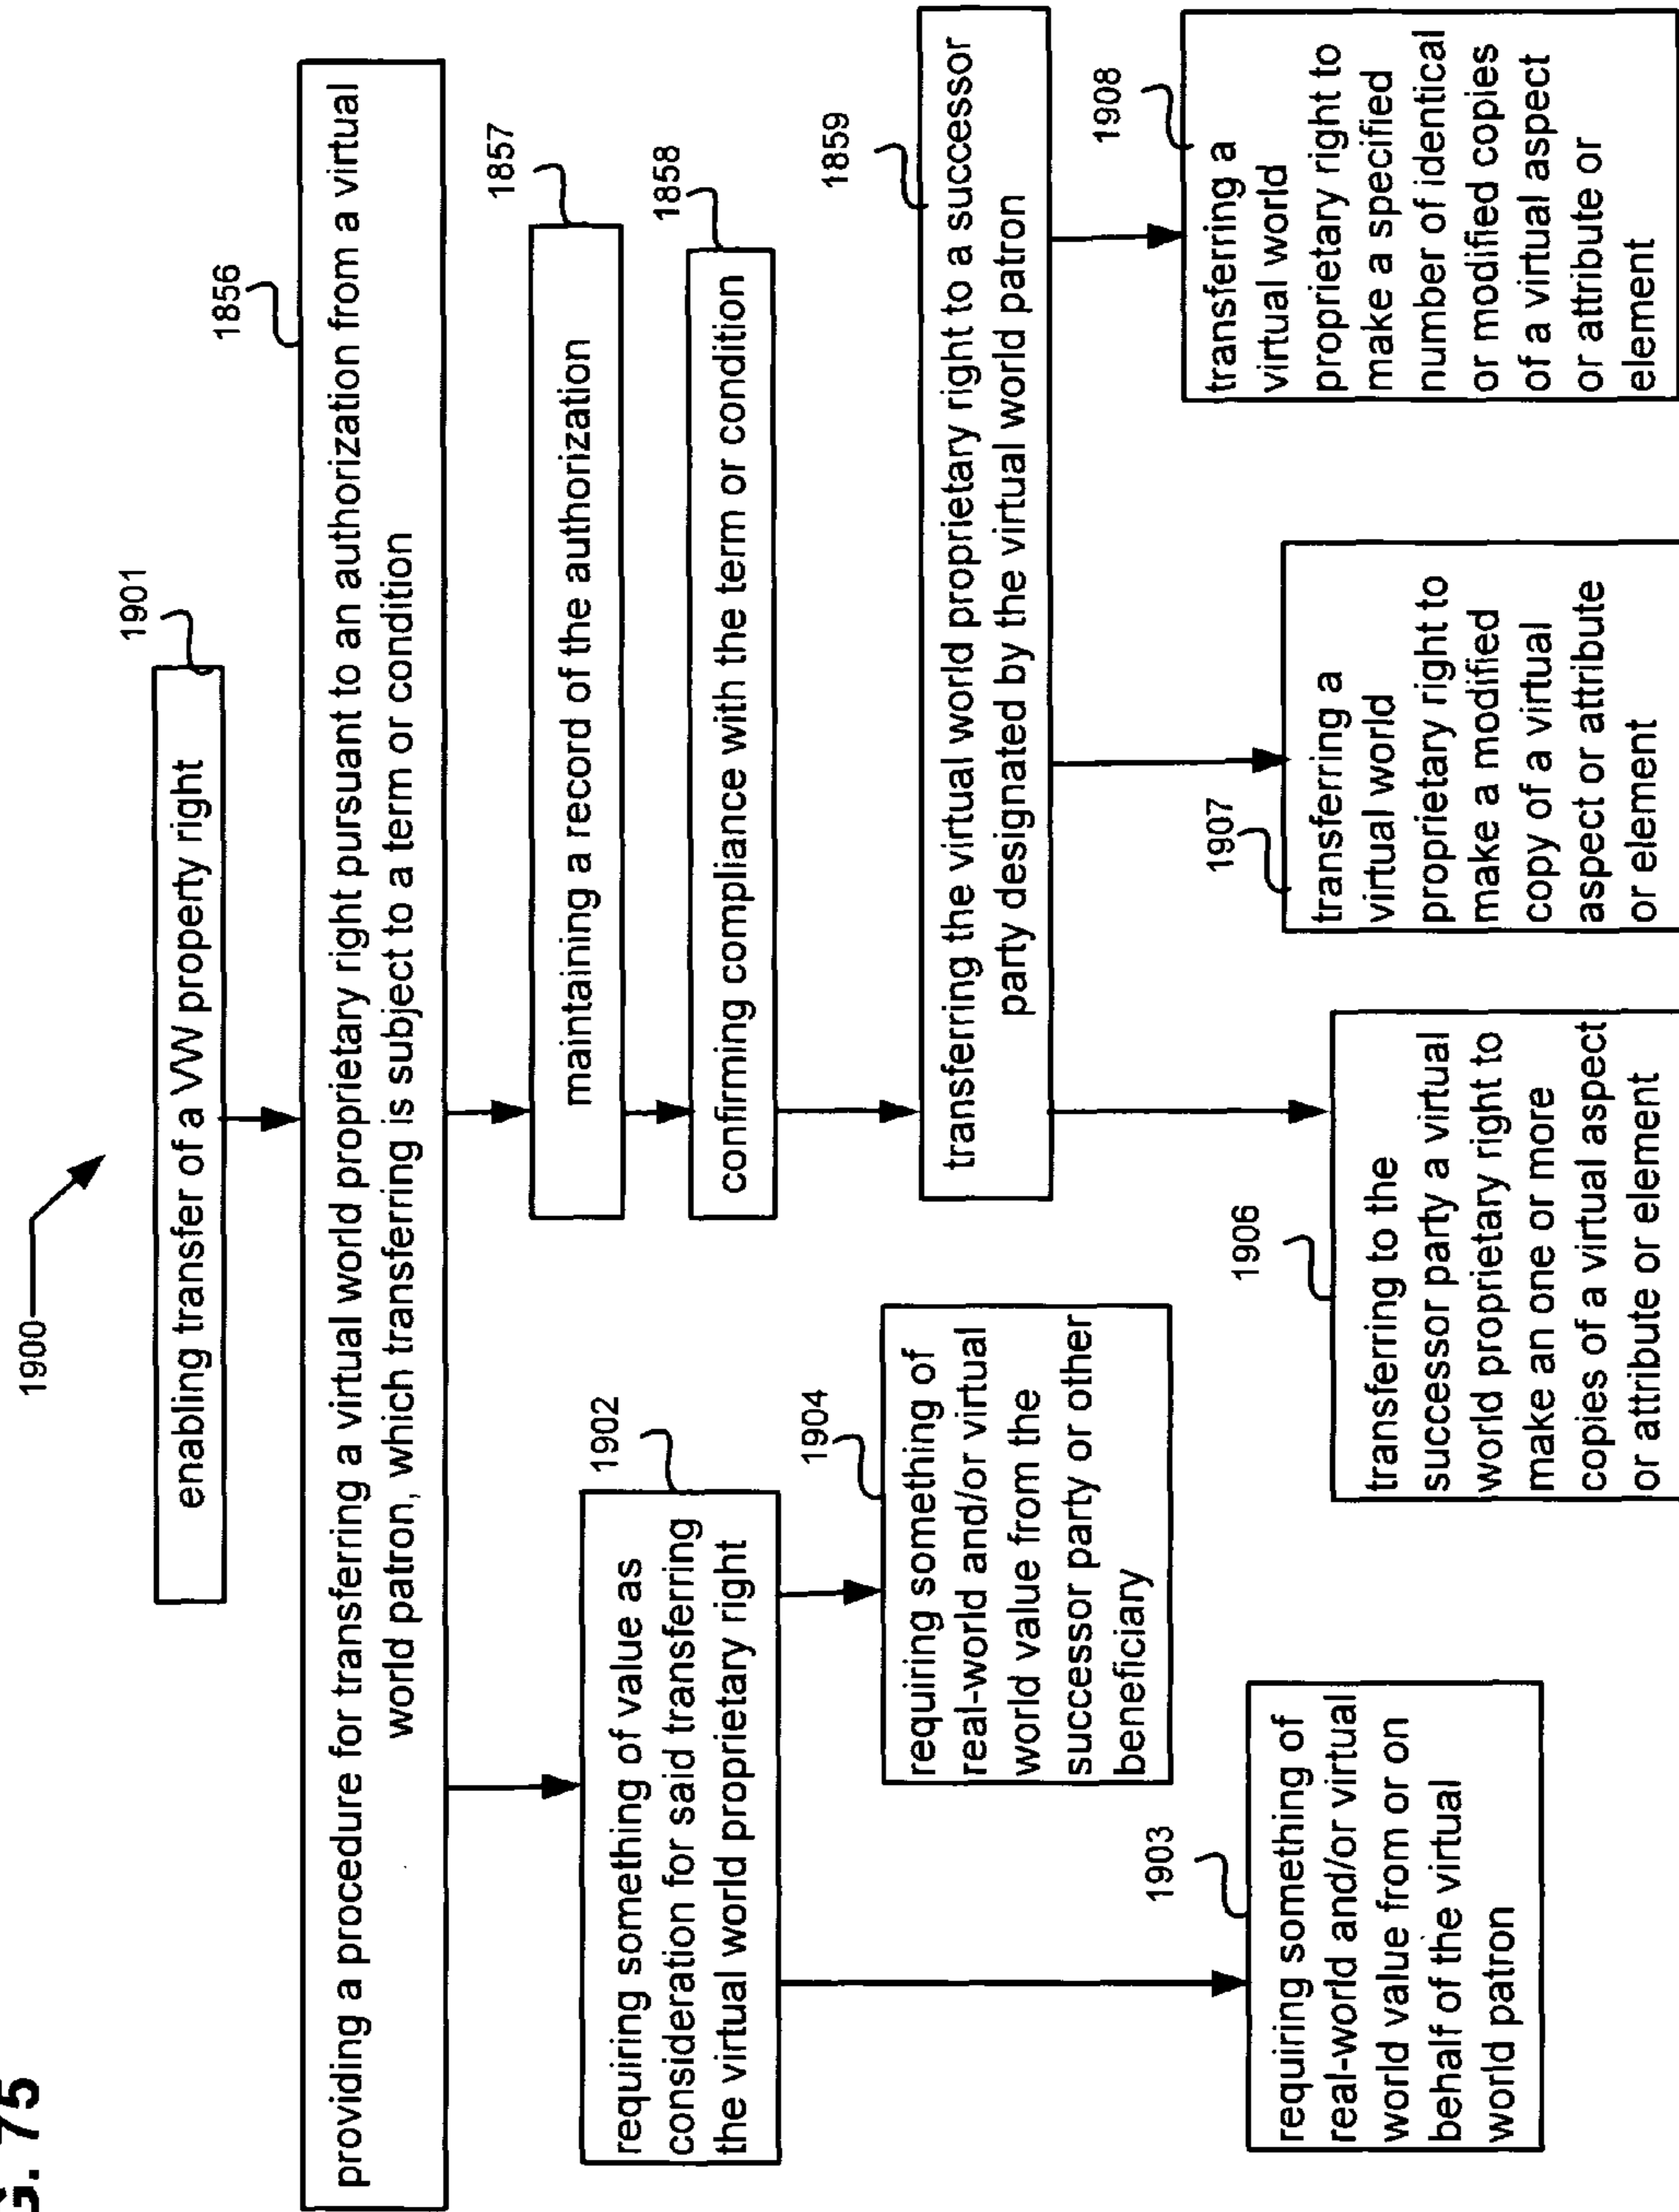 1900
1901
enabling transfer of a VW property right
1856
providing a procedure for transferring a virtual world proprietary right pursuant to an authorization from a virtual
world patron, which transferring is subject to a term or condition
1902
requiring something of value as
consideration for said transferring
the virtual world proprietary right
1857
maintaining a record of the authorization
1858
confirming compliance with the term or condition
1904
requiring something of
real-world and/or virtual
world value from the
successor party or other
beneficiary
1859
transferring the virtual world proprietary right to a successor
party designated by the virtual world patron
1903
requiring something of
real-world and/or virtual
world value from or on
behalf of the virtual
world patron
1906
transferring to the
successor party a virtual
world proprietary right to
make an one or more
copies of a virtual aspect
or attribute or element
1907
transferring a
virtual world
proprietary right to
make a modified
copy of a virtual
aspect or attribute
or element
1908
transferring a
virtual world
proprietary right to
make a specified
number of identical
or modified copies
of a virtual aspect
or attribute or
element
G. 75